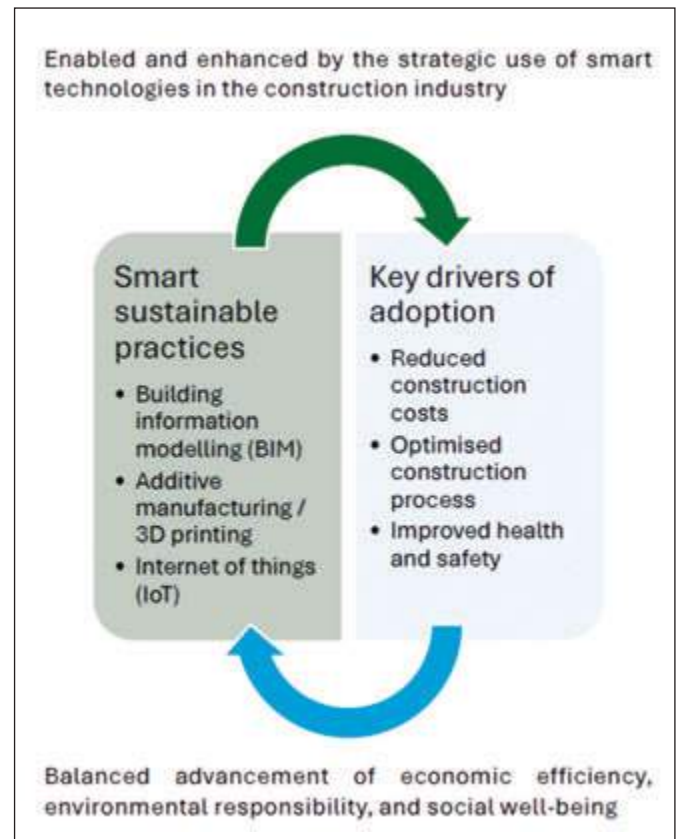 Enabled and enhanced by the strategic use of smart
technologies in the construction industry
Smart
sustainable
practices
• Building
information
modelling (BIM)
• Additive
manufacturing /
3D printing
• Internet of things
(IoT)
Key drivers of
adoption
• Reduced
construction
costs
• Optimised
construction
process
• Improved health
and safety
Balanced advancement of economic efficiency,
environmental responsibility, and social well-being